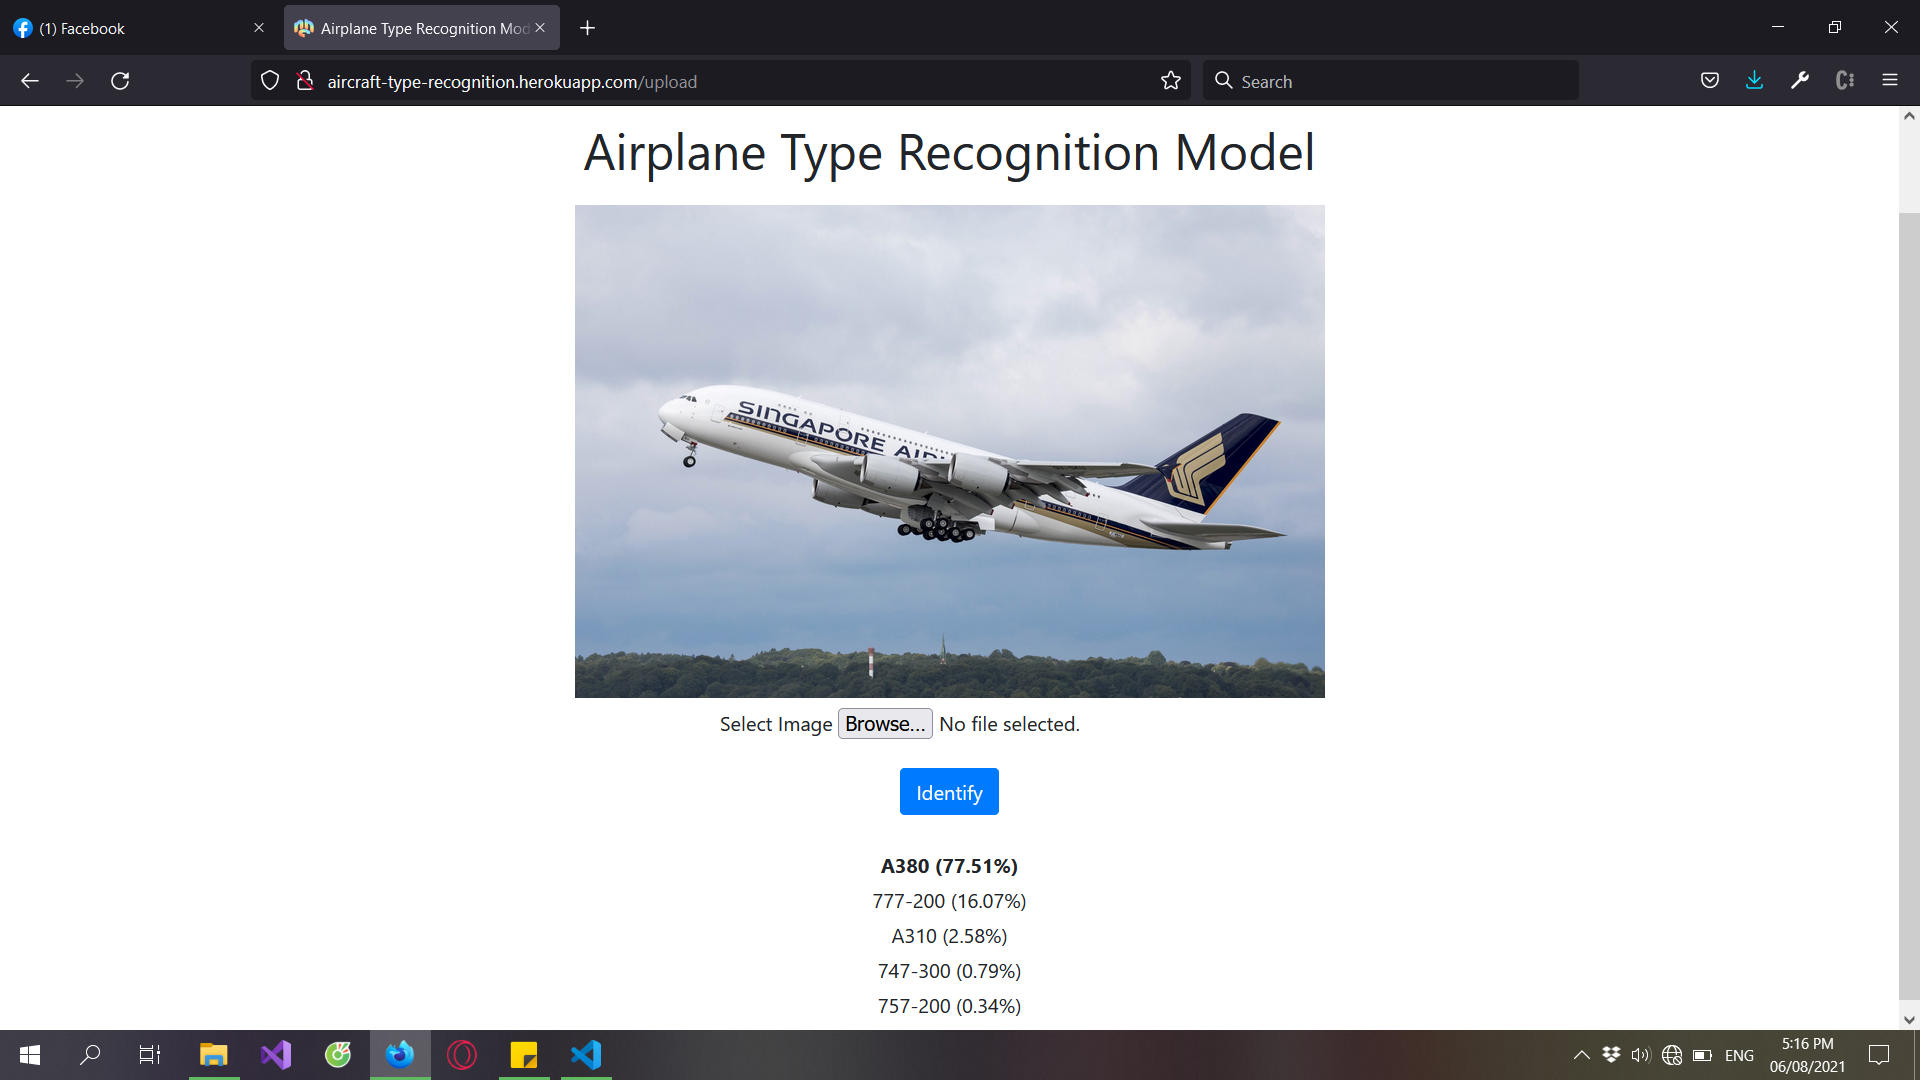 (1) Facebook
Airplane Type Recognition Mod
aircraft-type-recognition.herokuapp.com/upload
Search
Airplane Type Recognition Model
SINGAPORE AIR
Select Image Browse... No file selected.
Identify
A380 (77.51%)
777-200 (16.07%)
A310 (2.58%)
747-300 (0.79%)
757-200 (0.34%)
ENG
5:16 PM
06/08/2021